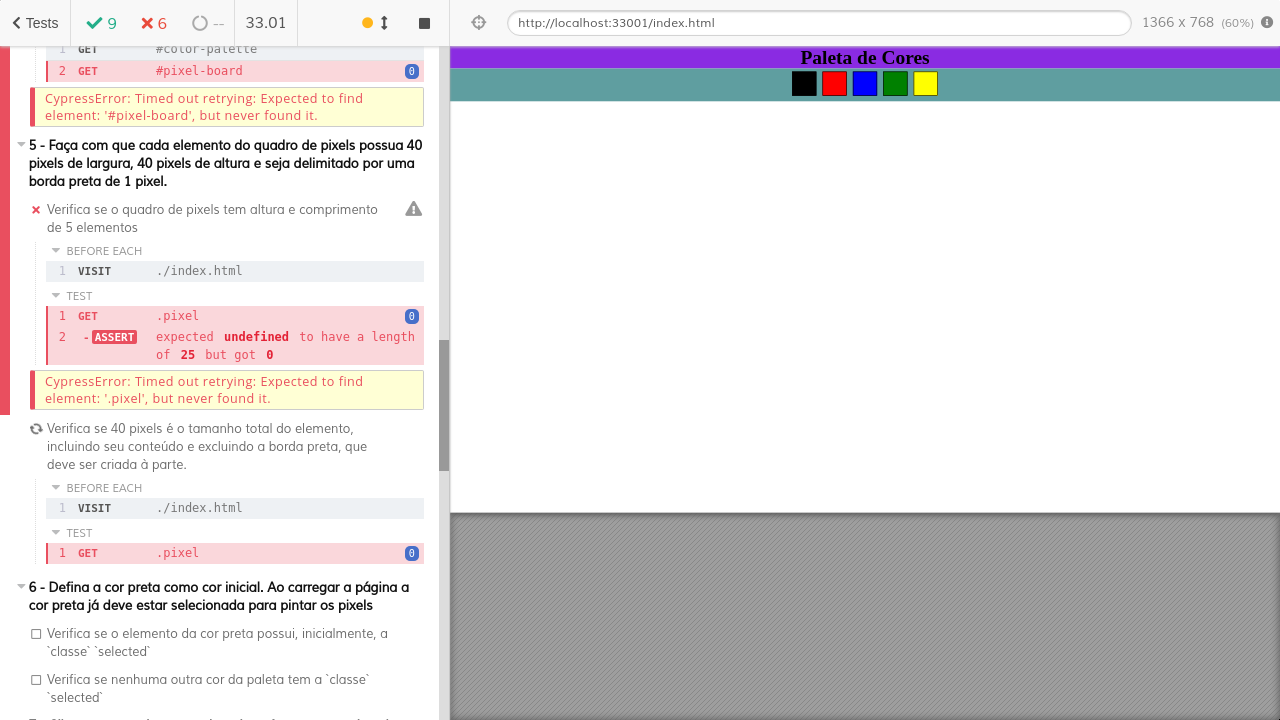 Tests 9 6 -- 33.01
http://localhost:33001/index.html 1366 x 768 (60%)
1 GET #color-palette
2 GET #pixel-board 0
CypressError: Timed out retrying: Expected to find
element: '#pixel-board', but never found it.
5 - Faça com que cada elemento do quadro de pixels possua 40
pixels de largura, 40 pixels de altura e seja delimitado por uma
borda preta de 1 pixel.
Verifica se o quadro de pixels tem altura e comprimento
de 5 elementos
BEFORE EACH
1 VISIT ./index.html
TEST
1 GET .pixel 0
2 -ASSERT expected undefined to have a length
of 25 but got 0
CypressError: Timed out retrying: Expected to find
element: '.pixel', but never found it.
Verifica se 40 pixels é o tamanho total do elemento,
incluindo seu conteúdo e excluindo a borda preta, que
deve ser criada à parte.
BEFORE EACH
1 VISIT ./index.html
TEST
1 GET .pixel 0
6 - Defina a cor preta como cor inicial. Ao carregar a página a
cor preta já deve estar selecionada para pintar os pixels
Verifica se o elemento da cor preta possui, inicialmente, a
`classe` `selected`
Verifica se nenhuma outra cor da paleta tem a `classe`
`selected`
Paleta de Cores